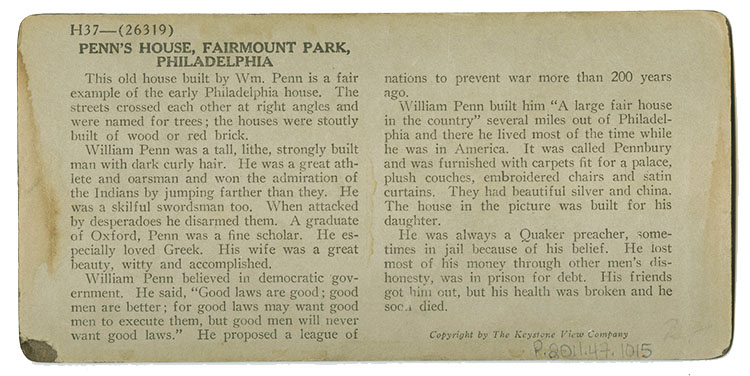 H37—(26319)
PENN'S HOUSE, FAIRMOUNT PARK,
PHILADELPHIA
This old house built by Wm. Penn is a fair
example of the early Philadelphia house. The
streets crossed each other at right angles and
were named for trees; the houses were stoutly
built of wood or red brick.
William Penn was a tall, lithe, strongly built
man with dark curly hair. He was a great ath-
lete and oarsman and won the admiration of
the Indians by jumping farther than they. He
was a skilful swordsman too. When attacked
by desperadoes he disarmed them. A graduate
of Oxford, Penn was a fine scholar. He es-
pecially loved Greek. His wife was a great
beauty, witty and accomplished.
William Penn believed in democratic gov-
ernment. He said, "Good laws are good; good
men are better; for good laws may want good
men to execute them, but good men will never
want good laws." He proposed a league of
nations to prevent war more than 200 years
ago.
William Penn built him "A large fair house
in the country" several miles out of Philadel-
phia and there he lived most of the time while
he was in America. It was called Pennbury
and was furnished with carpets fit for a palace,
plush couches, embroidered chairs and satin
curtains. They had beautiful silver and china.
The house in the picture was built for his
daughter.
He was always a Quaker preacher, some-
times in jail because of his belief. He lost
most of his money through other men's dis-
honesty, was in prison for debt. His friends
got him out, but his health was broken and he
soon died.
Copyright by The Keystone View Company
P.2011.47.1015